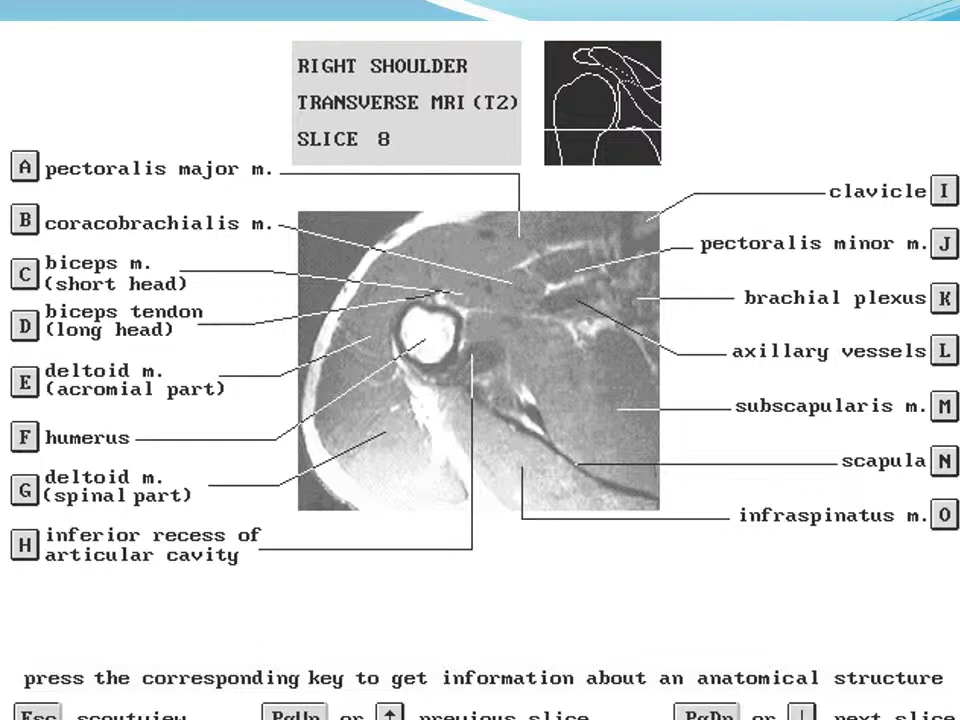 RIGHT SHOULDER
TRANSVERSE MRI (T2)
SLICE 8
A pectoralis major m.
B coracobrachialis m.
C biceps m.
(short head)
D biceps tendon
(long head)
E deltoid m.
(acromial part)
F humerus
G deltoid m.
(spinal part)
H inferior recess of
articular cavity
clavicle I
pectoralis minor m. J
brachial plexus K
axillary vessels L
subscapularis m. M
scapula N
infraspinatus m. O
press the corresponding key to get information about an anatomical structure
Esc scoutview PgUp or ↑ previous slice PgDn or ↓ next slice